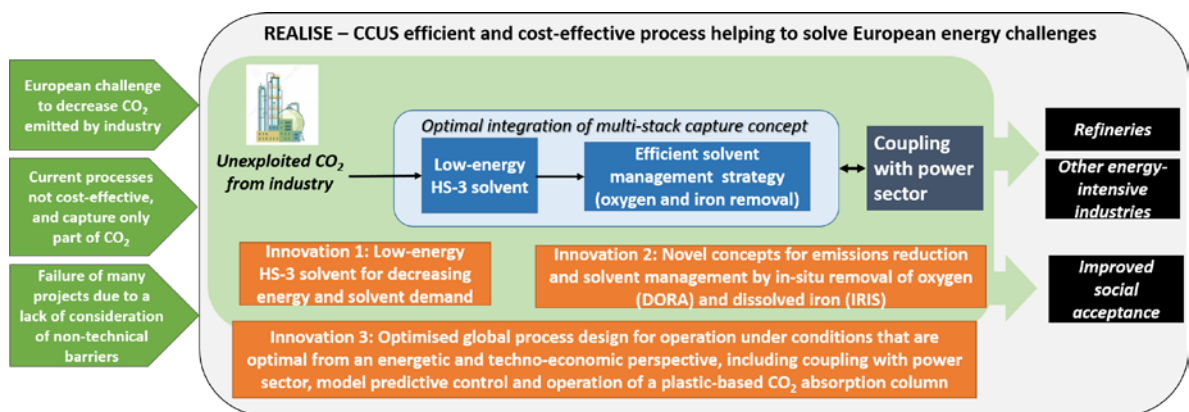 REALISE – CCUS efficient and cost-effective process helping to solve European energy challenges
European challenge
to decrease CO₂
emitted by industry
Current processes
not cost-effective,
and capture only
part of CO₂
Failure of many
projects due to a
lack of consideration
of non-technical
barriers
Unexploited CO₂
from industry
Optimal integration of multi-stack capture concept
Low-energy
HS-3 solvent
Efficient solvent
management strategy
(oxygen and iron removal)
Coupling
with power
sector
Innovation 1: Low-energy
HS-3 solvent for decreasing
energy and solvent demand
Innovation 2: Novel concepts for emissions reduction
and solvent management by in-situ removal of oxygen
(DORA) and dissolved iron (IRIS)
Innovation 3: Optimised global process design for operation under conditions that are
optimal from an energetic and techno-economic perspective, including coupling with power
sector, model predictive control and operation of a plastic-based CO₂ absorption column
Refineries
Other energy-
intensive
industries
Improved
social
acceptance